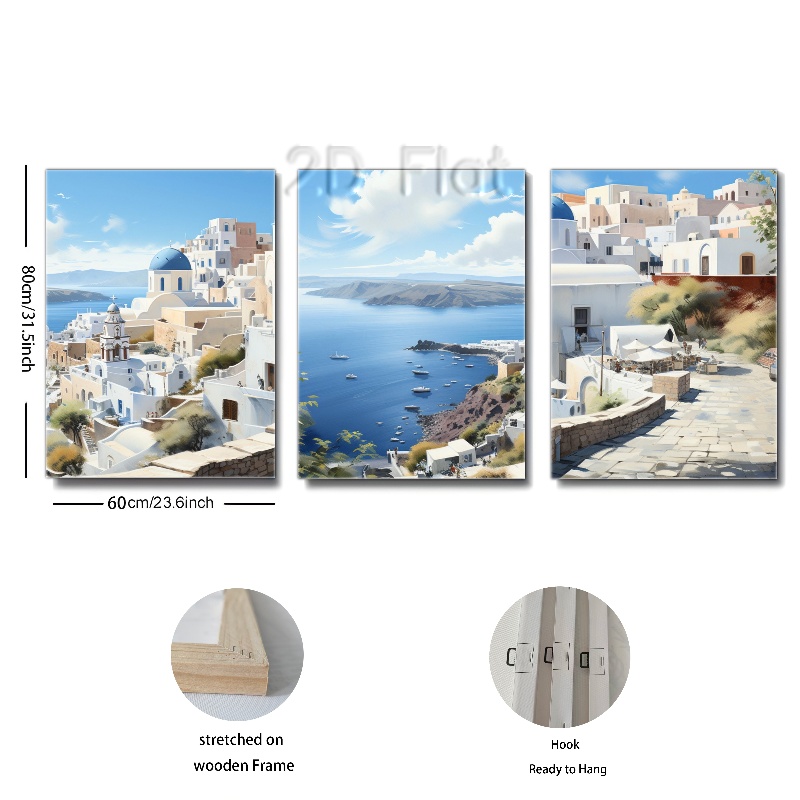 2D Flat
80cm/31.5inch
60cm/23.6inch
stretched on
wooden Frame
Hook
Ready to Hang